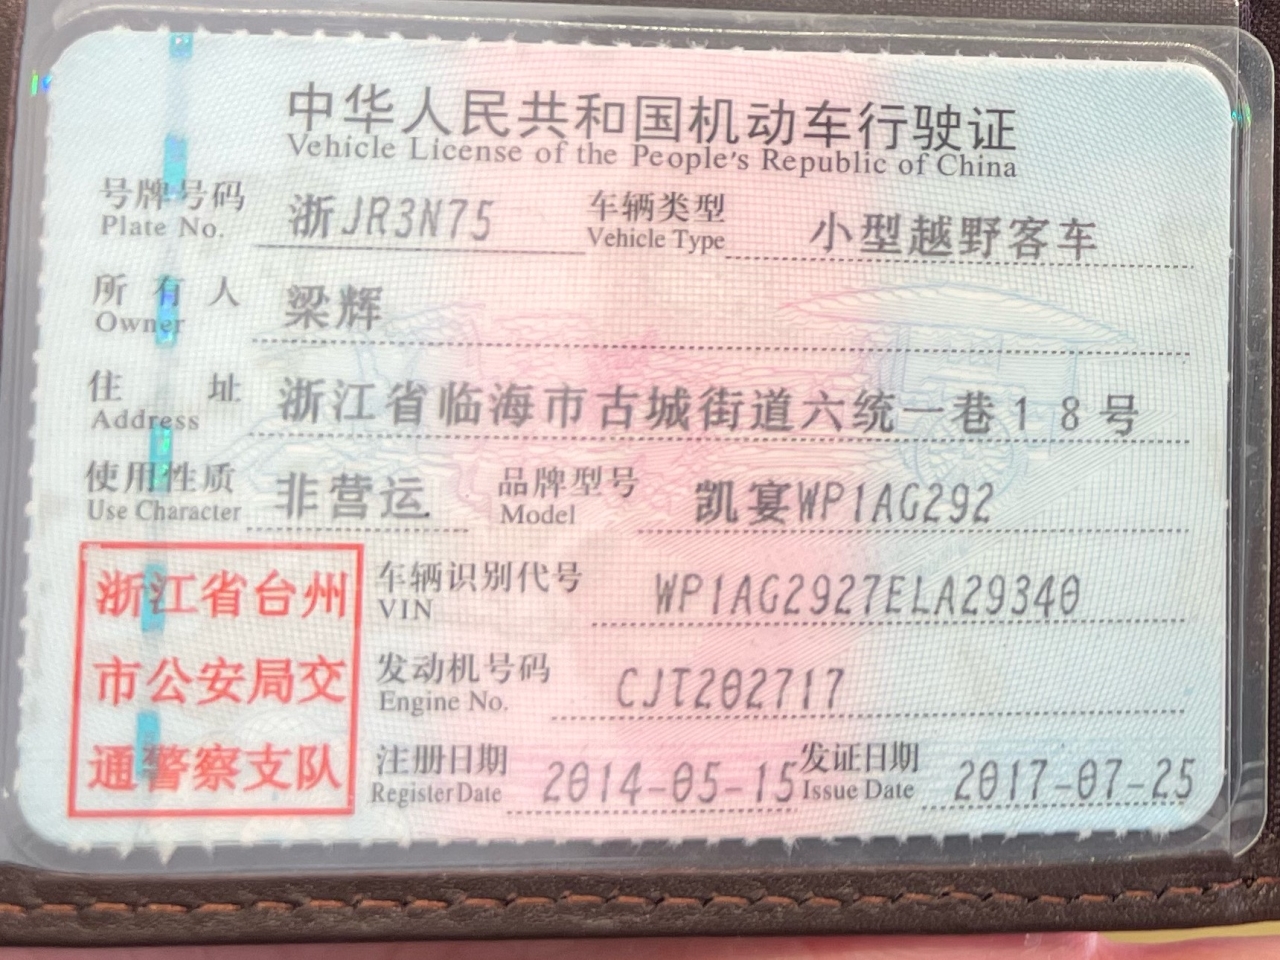 中华人民共和国机动车行驶证
Vehicle License of the People's Republic of China
号牌号码 浙JR3N75 车辆类型 小型越野客车
Plate No. Vehicle Type
所有人 梁辉
Owner
住址 浙江省临海市古城街道六统一巷18号
Address
使用性质 非营运 品牌型号 凯宴WP1AG292
Use Character Model
浙江省台州
市公安局交
通警察支队
车辆识别代号 WP1AG2927ELA29340
VIN
发动机号码 CJT202717
Engine No.
注册日期 2014-05-15 发证日期 2017-07-25
Register Date Issue Date